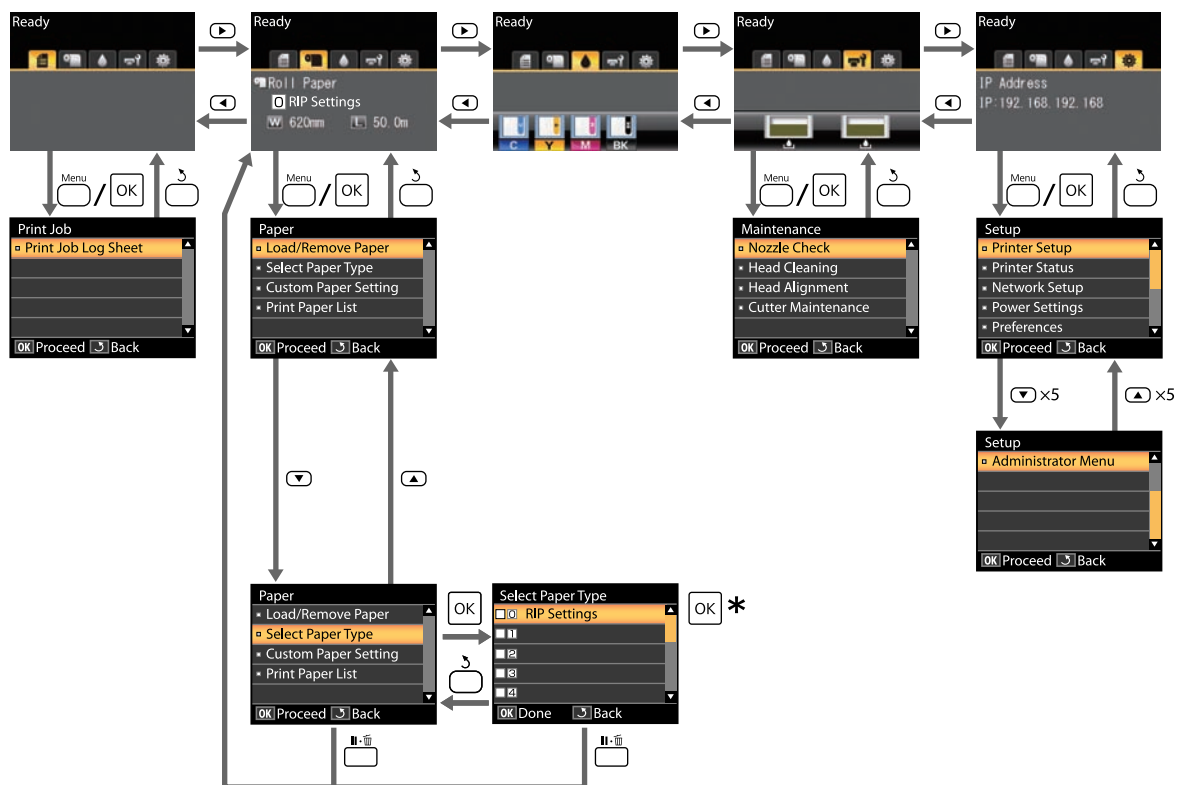 Ready
Ready
Ready
Ready
Ready
Roll Paper
0 RIP Settings
W 620mm L 50.0m
C Y M BK
IP Address
IP:192.168.192.168
Menu / OK
Menu / OK
Menu / OK
Menu / OK
Print Job
Print Job Log Sheet
OK Proceed Back
Paper
Load/Remove Paper
Select Paper Type
Custom Paper Setting
Print Paper List
OK Proceed Back
Maintenance
Nozzle Check
Head Cleaning
Head Alignment
Cutter Maintenance
OK Proceed Back
Setup
Printer Setup
Printer Status
Network Setup
Power Settings
Preferences
OK Proceed Back
×5
×5
Setup
Administrator Menu
OK Proceed Back
Paper
Load/Remove Paper
Select Paper Type
Custom Paper Setting
Print Paper List
OK Proceed Back
OK
Select Paper Type
0 RIP Settings
1
2
3
4
OK Done Back
OK *